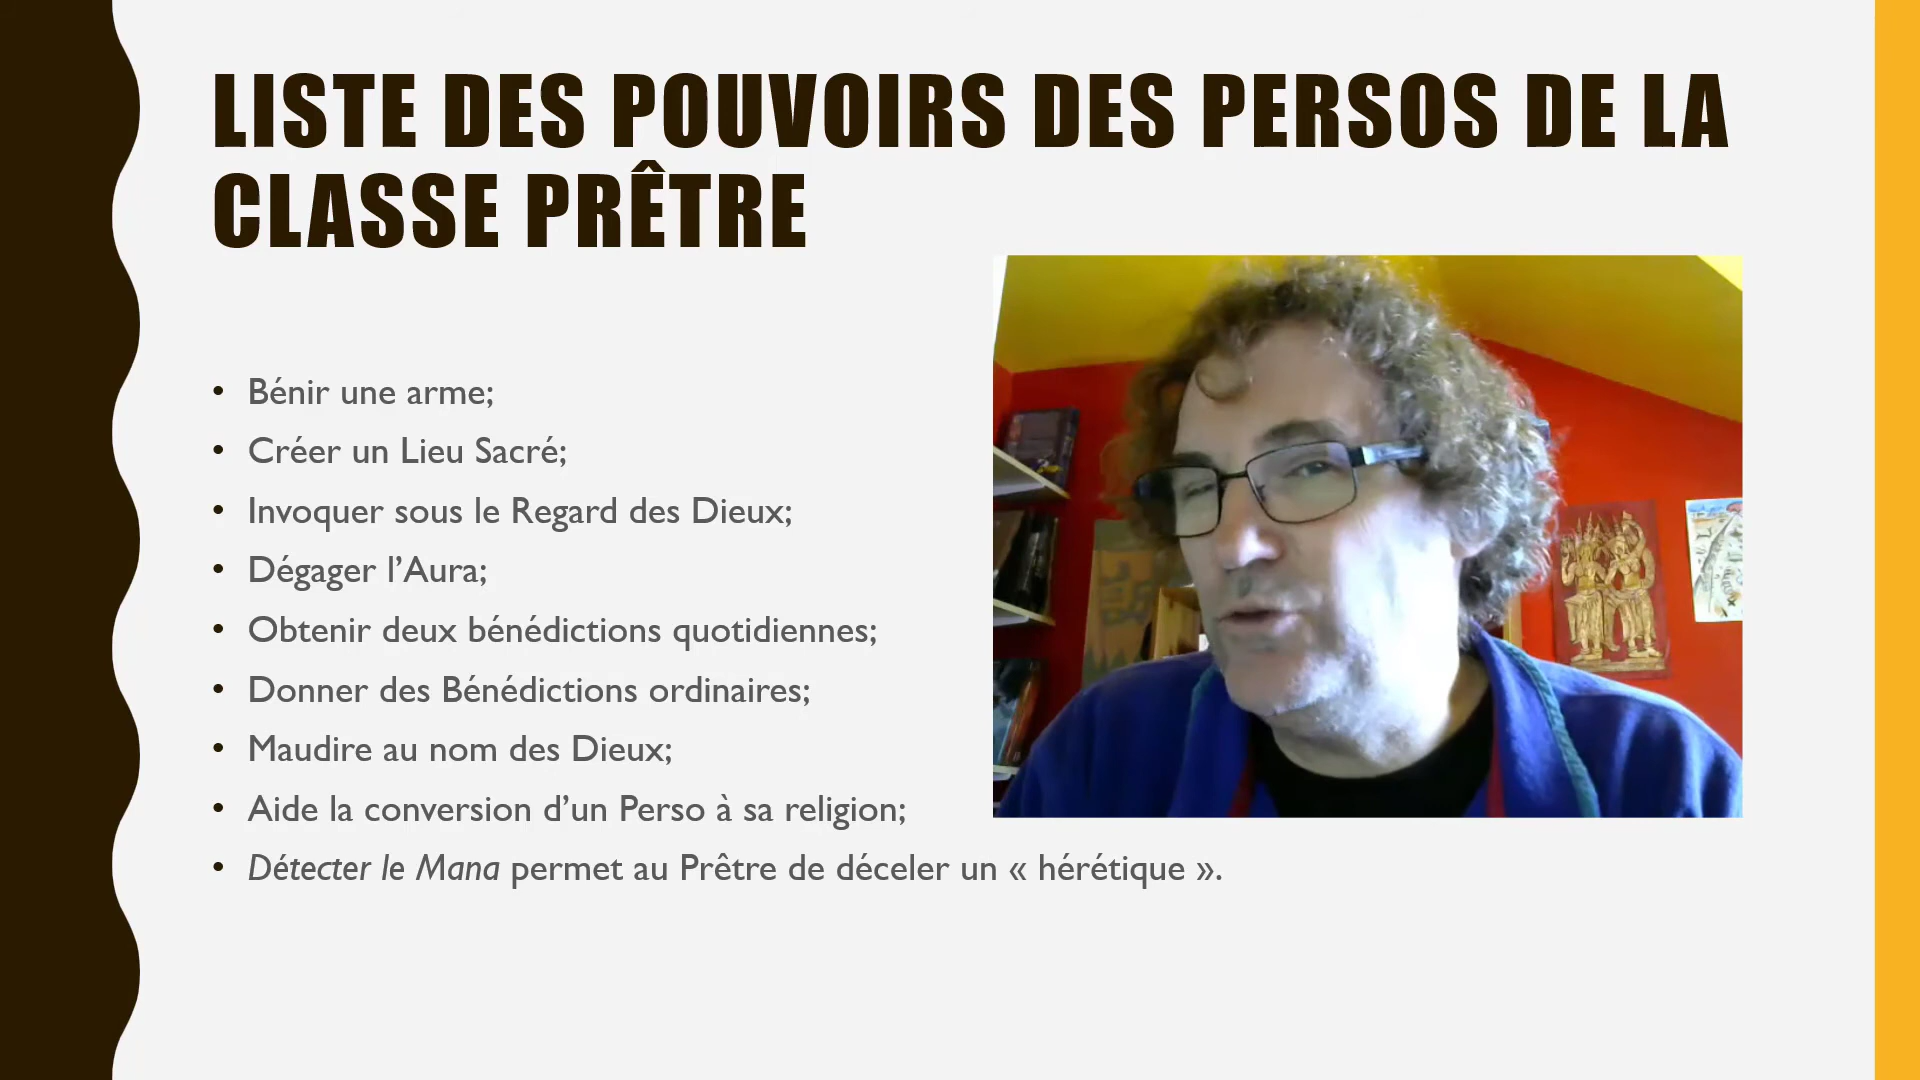 LISTE DES POUVOIRS DES PERSOS DE LA
CLASSE PRÊTRE
• Bénir une arme;
• Créer un Lieu Sacré;
• Invoquer sous le Regard des Dieux;
• Dégager l’Aura;
• Obtenir deux bénédictions quotidiennes;
• Donner des Bénédictions ordinaires;
• Maudire au nom des Dieux;
• Aide la conversion d’un Perso à sa religion;
• Détecter le Mana permet au Prêtre de déceler un « hérétique ».